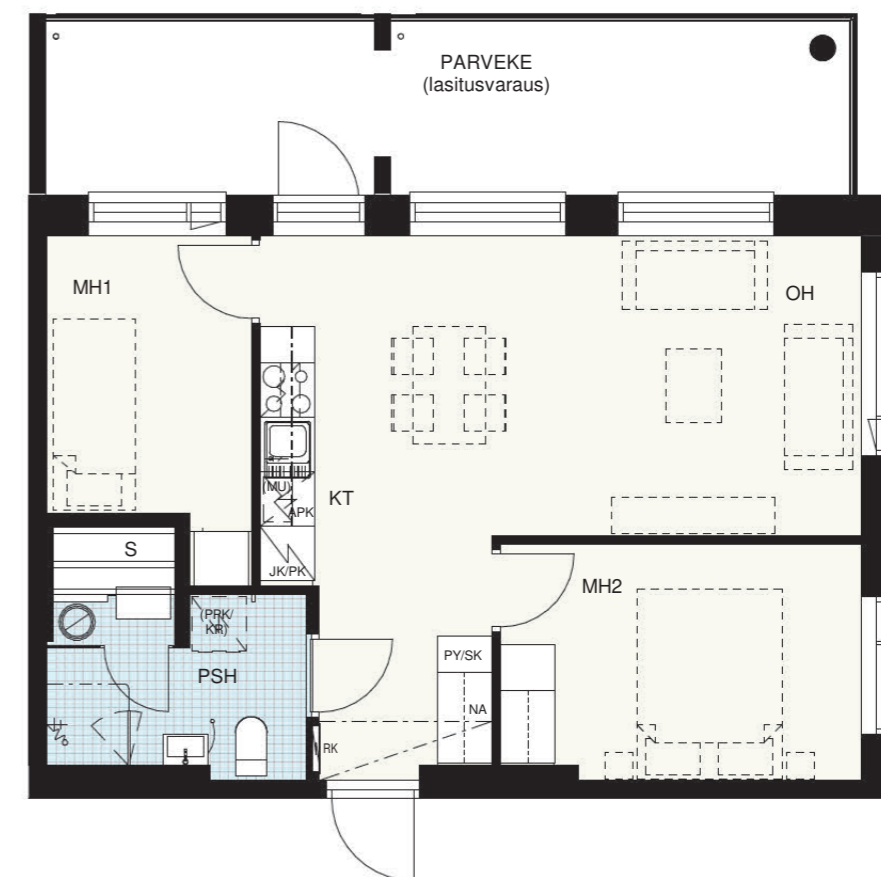 PARVEKE
(lasitusvaraus)
MH1
OH
(MU)
APK
KT
S
JK/PK
MH2
(PRK/
KR)
PSH
PY/SK
NA
RK